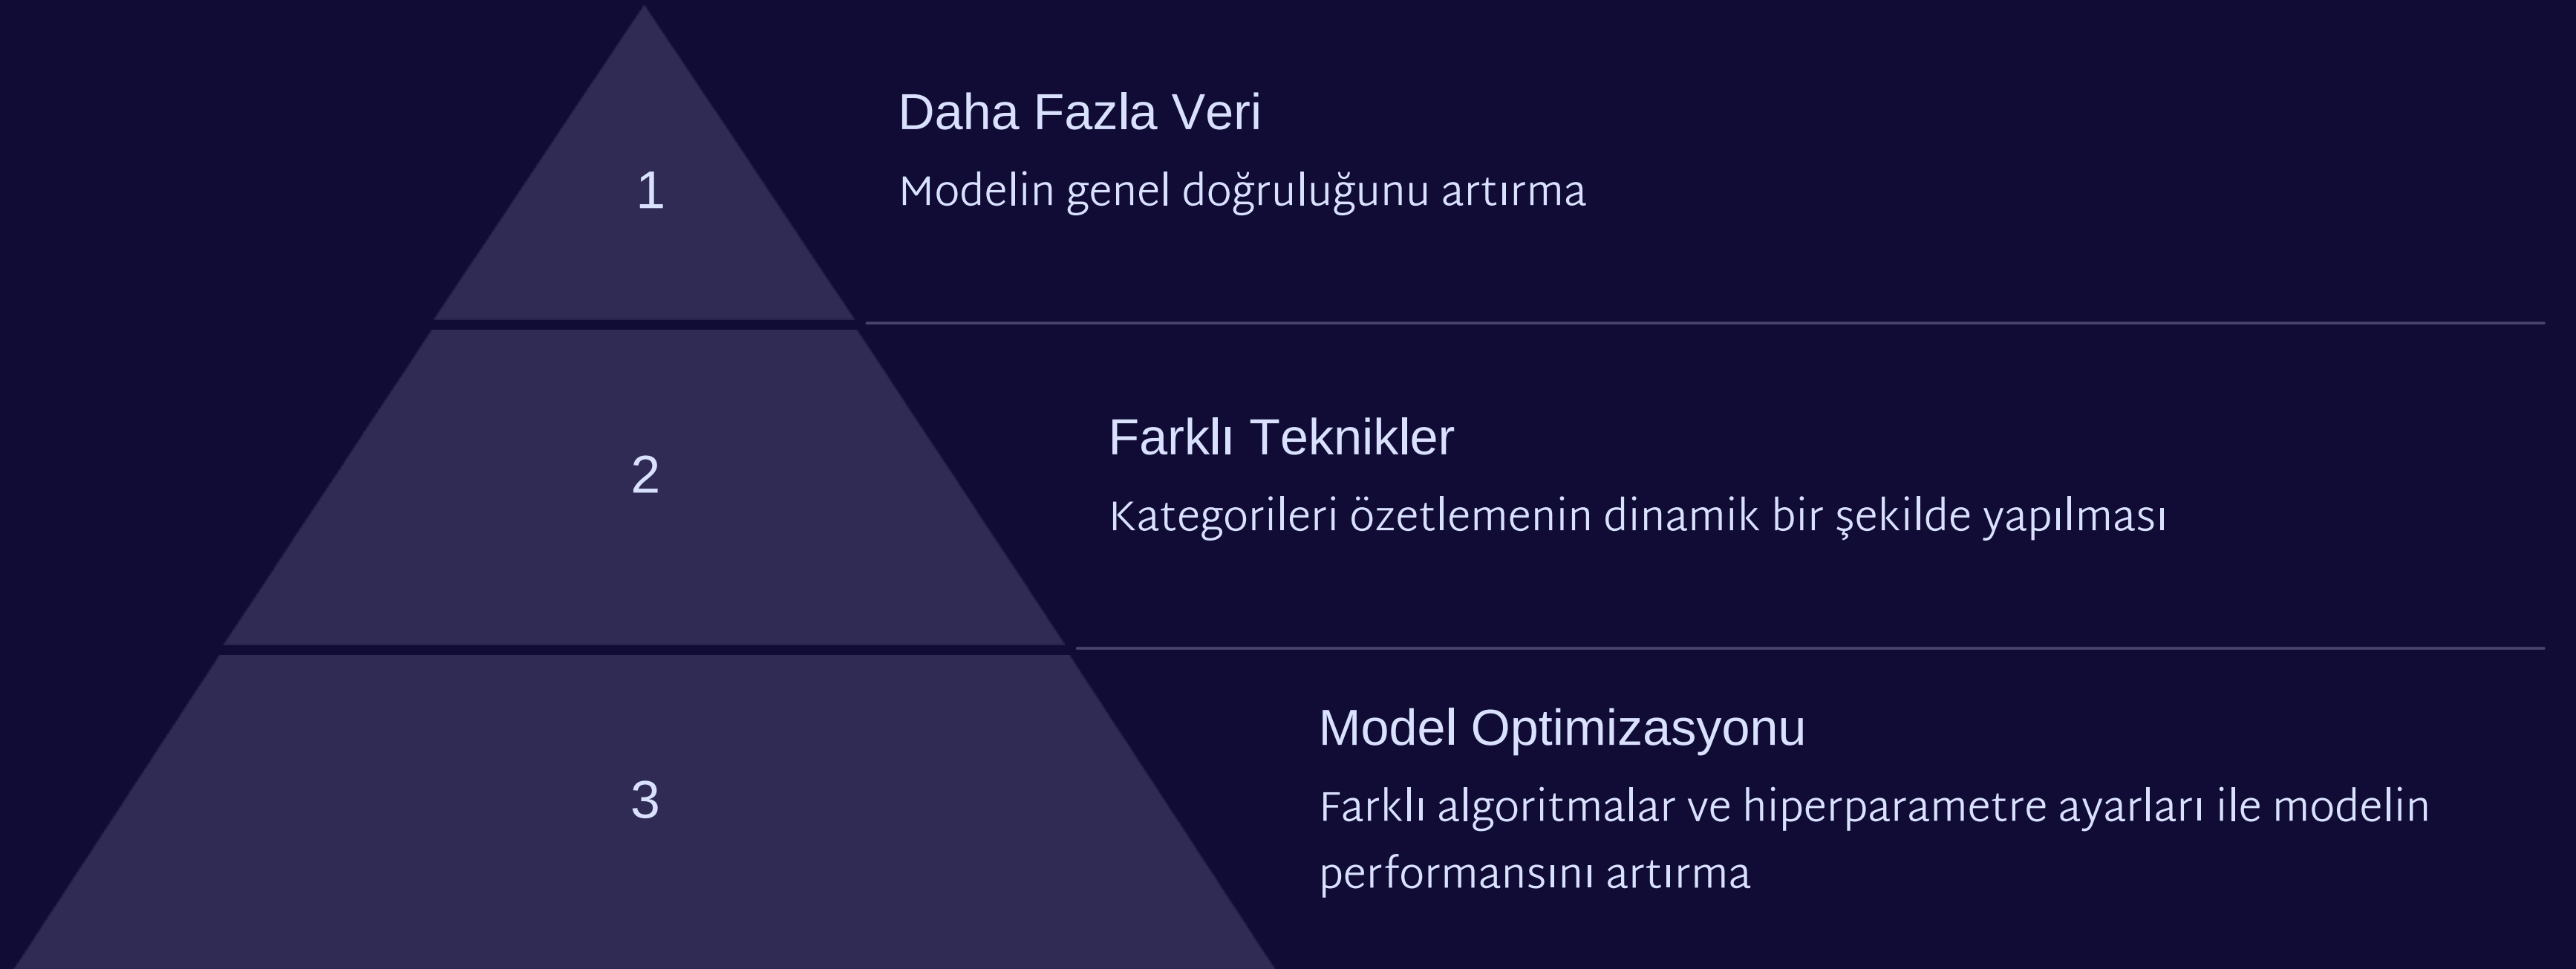 1
Daha Fazla Veri
Modelin genel doğruluğunu artırma
2
Farklı Teknikler
Kategorileri özetlemenin dinamik bir şekilde yapılması
3
Model Optimizasyonu
Farklı algoritmalar ve hiperparametre ayarları ile modelin
performansını artırma